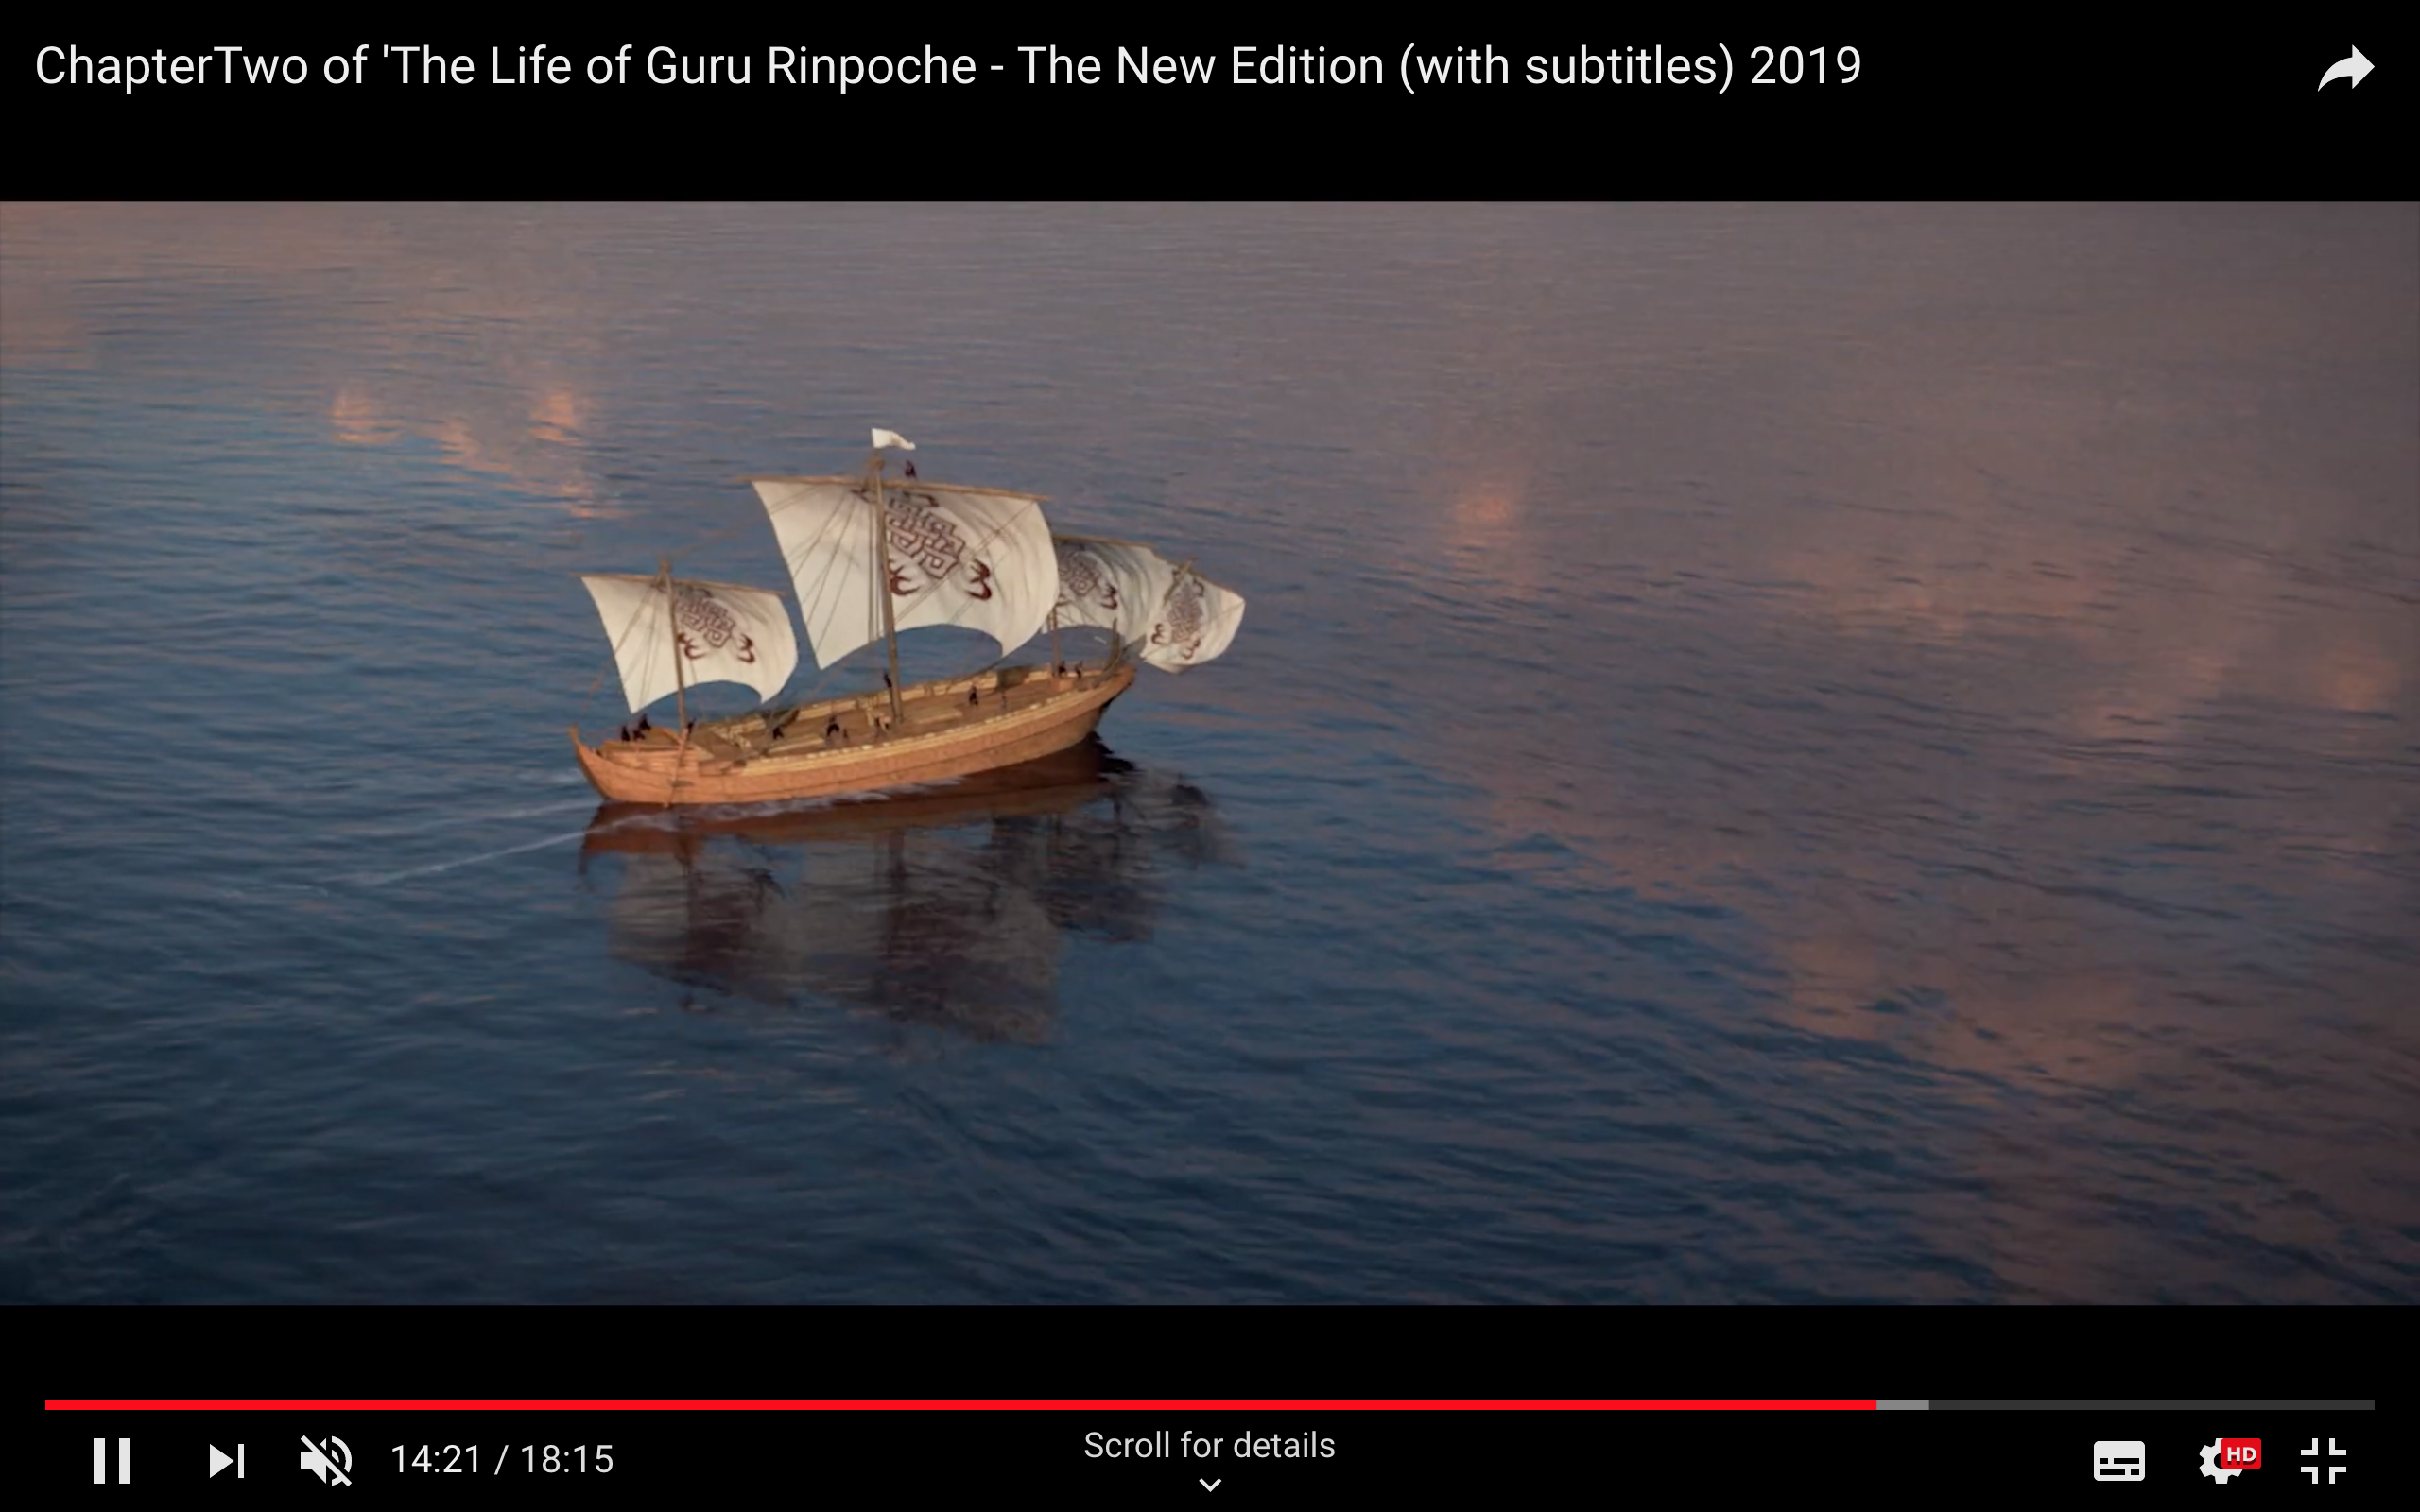 ChapterTwo of 'The Life of Guru Rinpoche - The New Edition (with subtitles) 2019
14:21 / 18:15
Scroll for details
HD